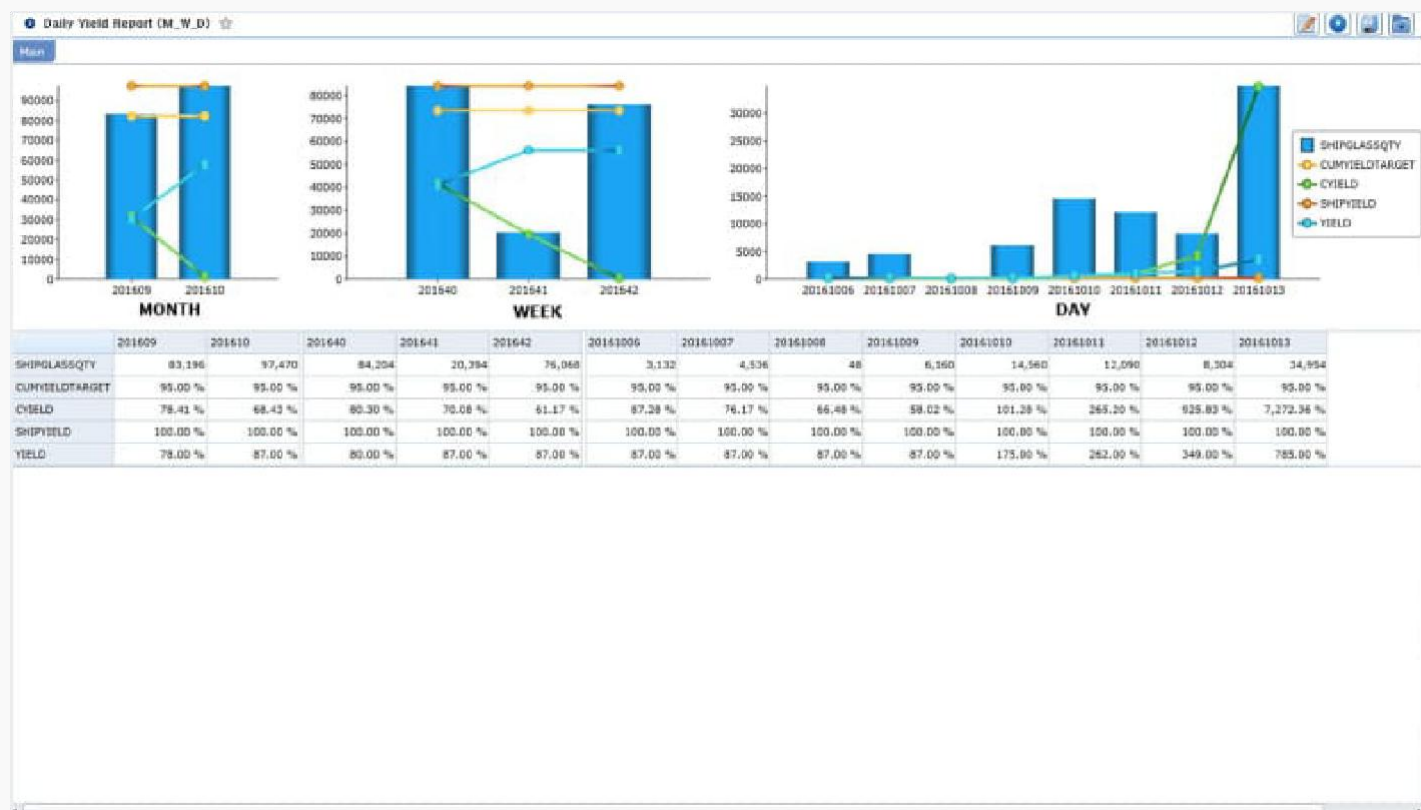 Daily Yield Report (M_W_D)
Main
90000
80000
70000
60000
50000
40000
30000
20000
10000
0
201609 201610
MONTH
80000
70000
60000
50000
40000
30000
20000
10000
0
201640 201641 201642
WEEK
30000
25000
20000
15000
10000
5000
0
20161006 20161007 20161008 20161009 20161010 20161011 20161012 20161013
DAY
SHIPGLASSQTY
CUMYIELDTARGET
CYIELD
SHIPYIELD
YIELD
201609 201610 201640 201641 201642 20161006 20161007 20161008 20161009 20161010 20161011 20161012 20161013
SHIPGLASSQTY 83,196 97,470 84,204 20,394 76,068 3,132 4,536 48 6,160 14,560 12,090 8,304 34,954
CUMYIELDTARGET 95.00 % 95.00 % 95.00 % 95.00 % 95.00 % 95.00 % 95.00 % 95.00 % 95.00 % 95.00 % 95.00 % 95.00 % 95.00 %
CYIELD 78.41 % 68.43 % 80.30 % 70.08 % 61.17 % 87.28 % 76.17 % 66.48 % 58.02 % 101.28 % 265.20 % 925.83 % 7,272.36 %
SHIPYIELD 100.00 % 100.00 % 100.00 % 100.00 % 100.00 % 100.00 % 100.00 % 100.00 % 100.00 % 100.00 % 100.00 % 100.00 % 100.00 %
YIELD 78.00 % 87.00 % 80.00 % 87.00 % 87.00 % 87.00 % 87.00 % 87.00 % 87.00 % 175.00 % 262.00 % 349.00 % 785.00 %